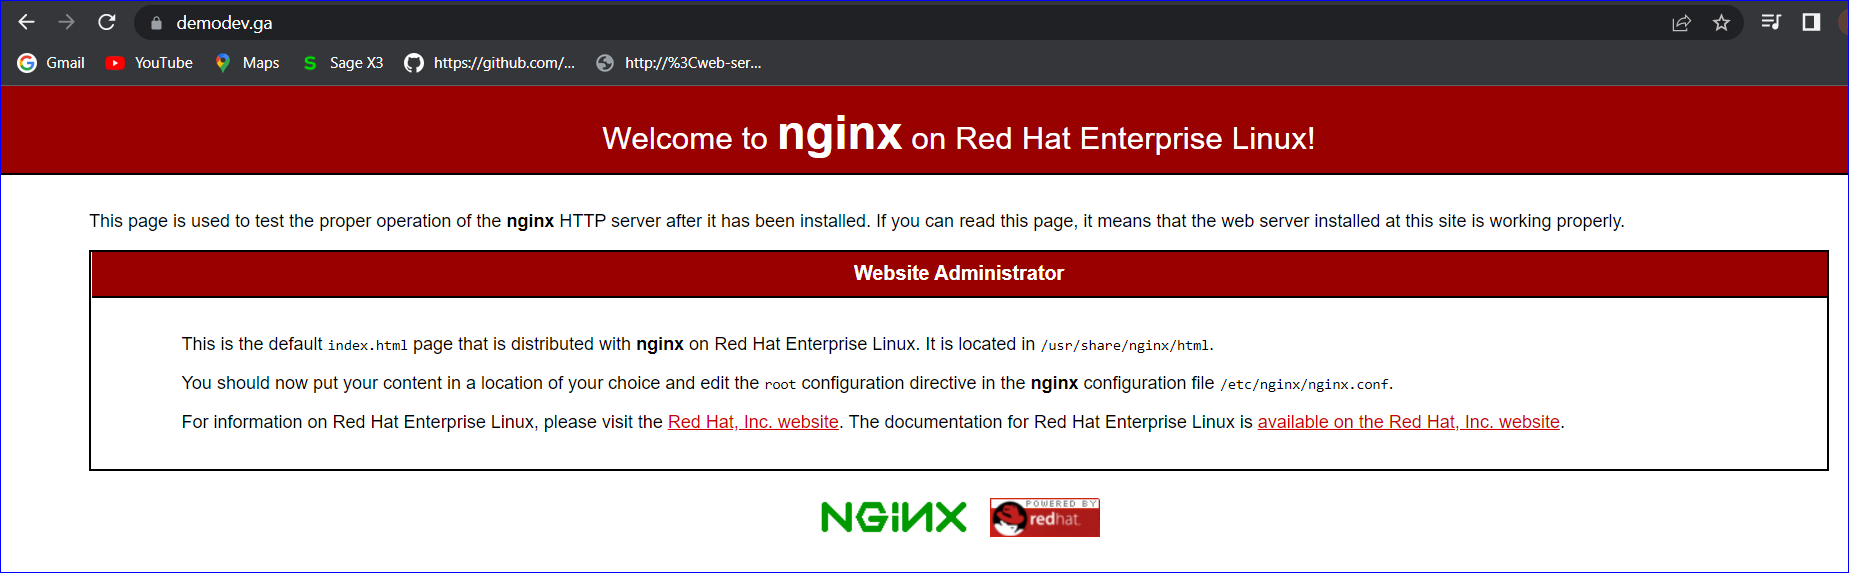 demodev.ga
Gmail YouTube Maps S Sage X3 https://github.com/... http://%3Cweb-ser...
Welcome to nginx on Red Hat Enterprise Linux!
This page is used to test the proper operation of the nginx HTTP server after it has been installed. If you can read this page, it means that the web server installed at this site is working properly.
Website Administrator
This is the default index.html page that is distributed with nginx on Red Hat Enterprise Linux. It is located in /usr/share/nginx/html.
You should now put your content in a location of your choice and edit the root configuration directive in the nginx configuration file /etc/nginx/nginx.conf.
For information on Red Hat Enterprise Linux, please visit the Red Hat, Inc. website. The documentation for Red Hat Enterprise Linux is available on the Red Hat, Inc. website.
NGINX POWERED BY
redhat.